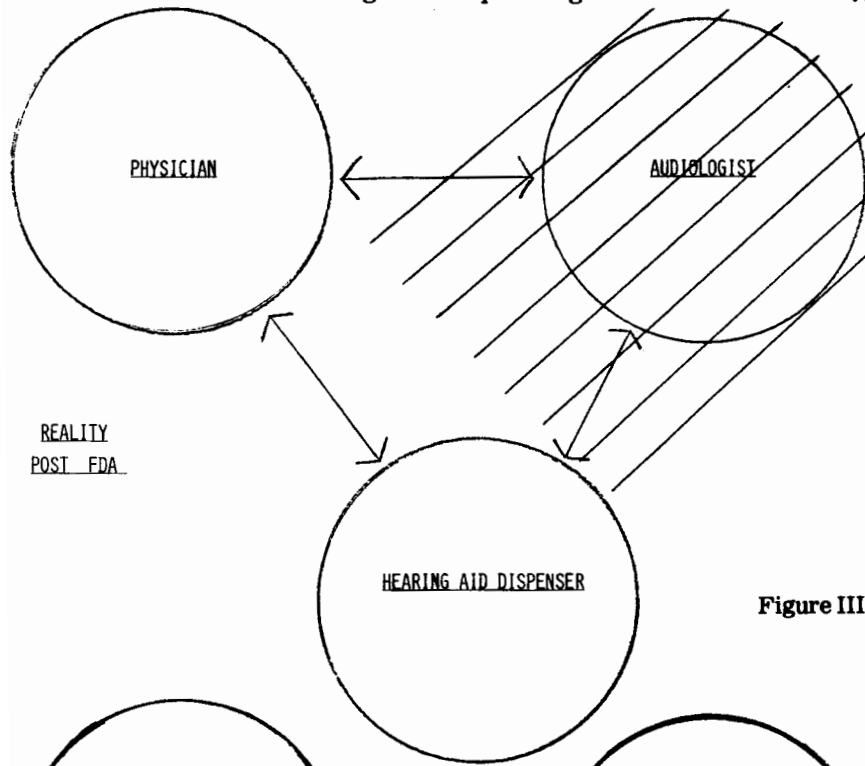 PHYSICIAN
AUDIOLOGIST
REALITY
POST FDA
HEARING AID DISPENSER
Figure III